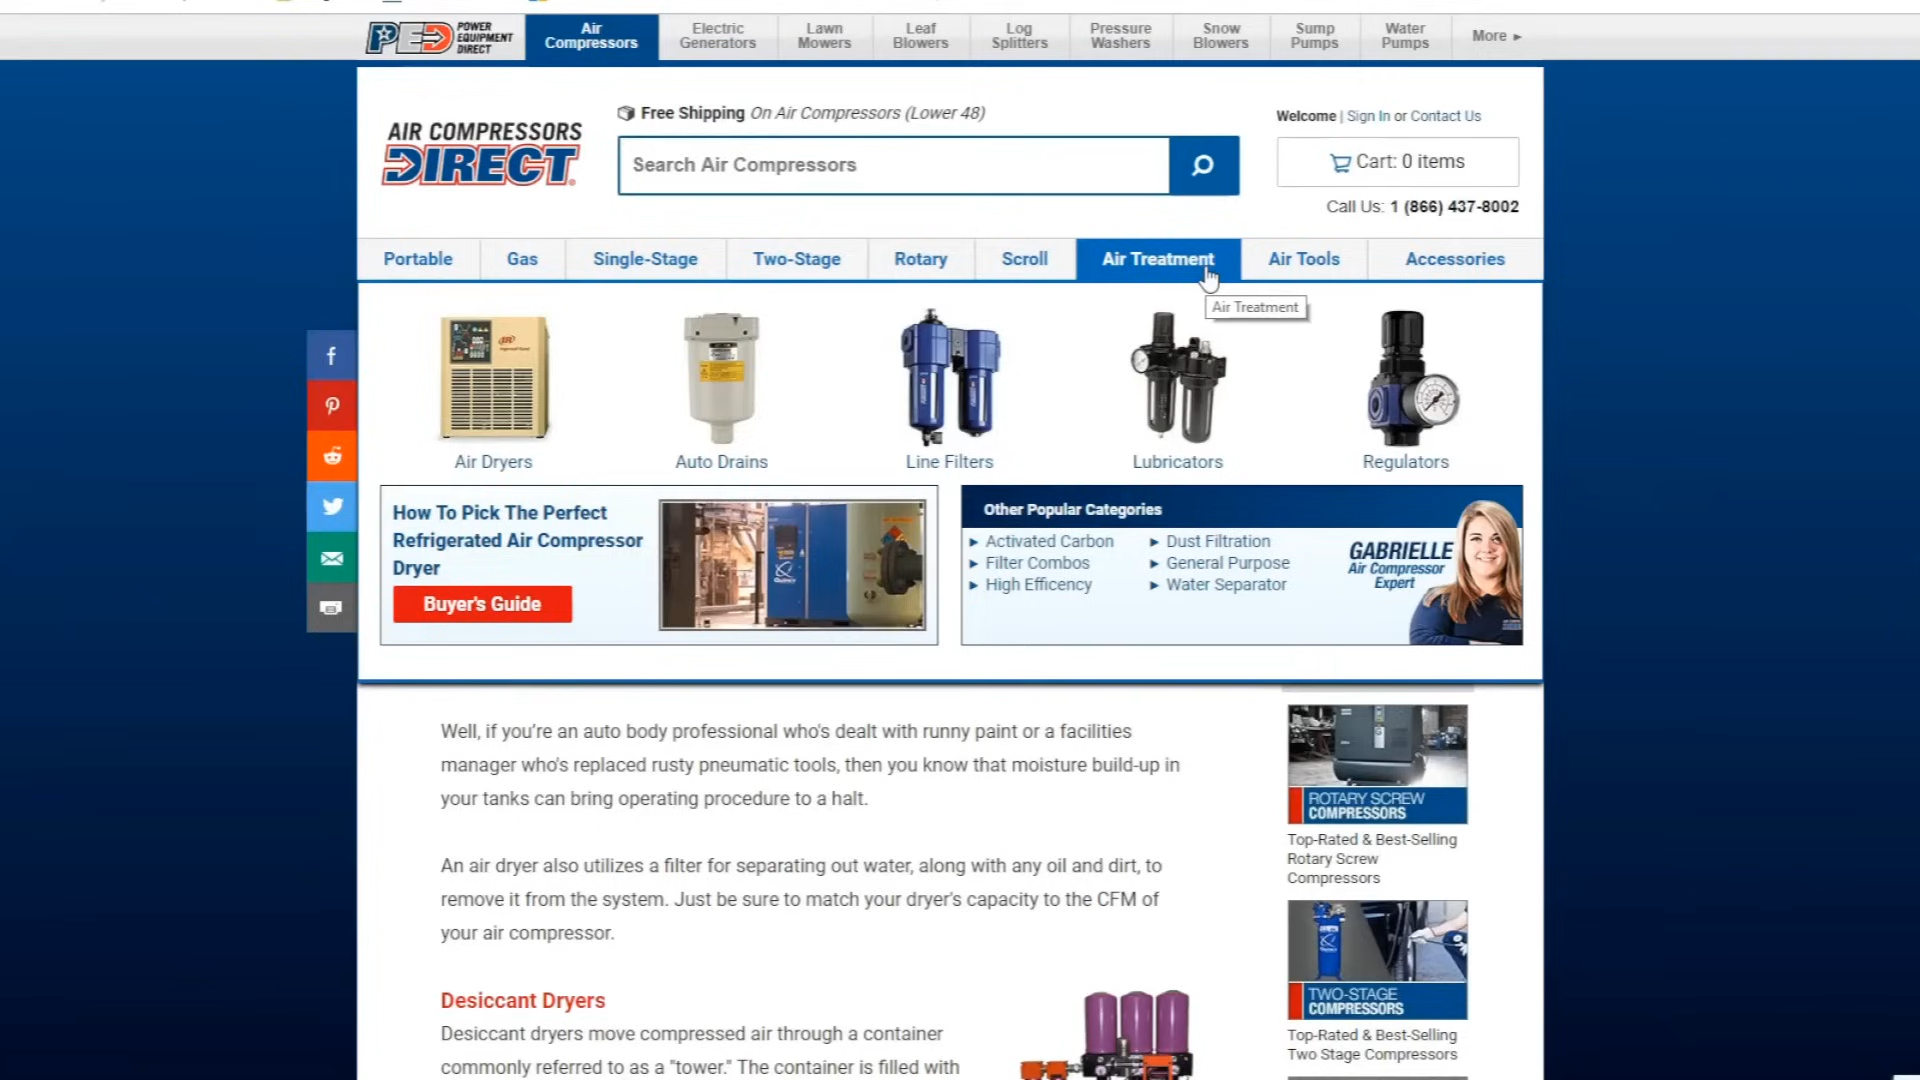 PED POWER EQUIPMENT DIRECT
Air Compressors
Electric Generators
Lawn Mowers
Leaf Blowers
Log Splitters
Pressure Washers
Snow Blowers
Sump Pumps
Water Pumps
More ►
AIR COMPRESSORS
DIRECT
Free Shipping On Air Compressors (Lower 48)
Search Air Compressors
Welcome | Sign In or Contact Us
Cart: 0 items
Call Us: 1 (866) 437-8002
Portable
Gas
Single-Stage
Two-Stage
Rotary
Scroll
Air Treatment
Air Tools
Accessories
Air Treatment
Air Dryers
Auto Drains
Line Filters
Lubricators
Regulators
How To Pick The Perfect
Refrigerated Air Compressor
Dryer
Buyer's Guide
Other Popular Categories
► Activated Carbon
► Filter Combos
► High Efficency
► Dust Filtration
► General Purpose
► Water Separator
GABRIELLE
Air Compressor
Expert
Well, if you're an auto body professional who's dealt with runny paint or a facilities
manager who's replaced rusty pneumatic tools, then you know that moisture build-up in
your tanks can bring operating procedure to a halt.
An air dryer also utilizes a filter for separating out water, along with any oil and dirt, to
remove it from the system. Just be sure to match your dryer's capacity to the CFM of
your air compressor.
Desiccant Dryers
Desiccant dryers move compressed air through a container
commonly referred to as a "tower." The container is filled with
ROTARY SCREW
COMPRESSORS
Top-Rated & Best-Selling
Rotary Screw
Compressors
TWO-STAGE
COMPRESSORS
Top-Rated & Best-Selling
Two Stage Compressors